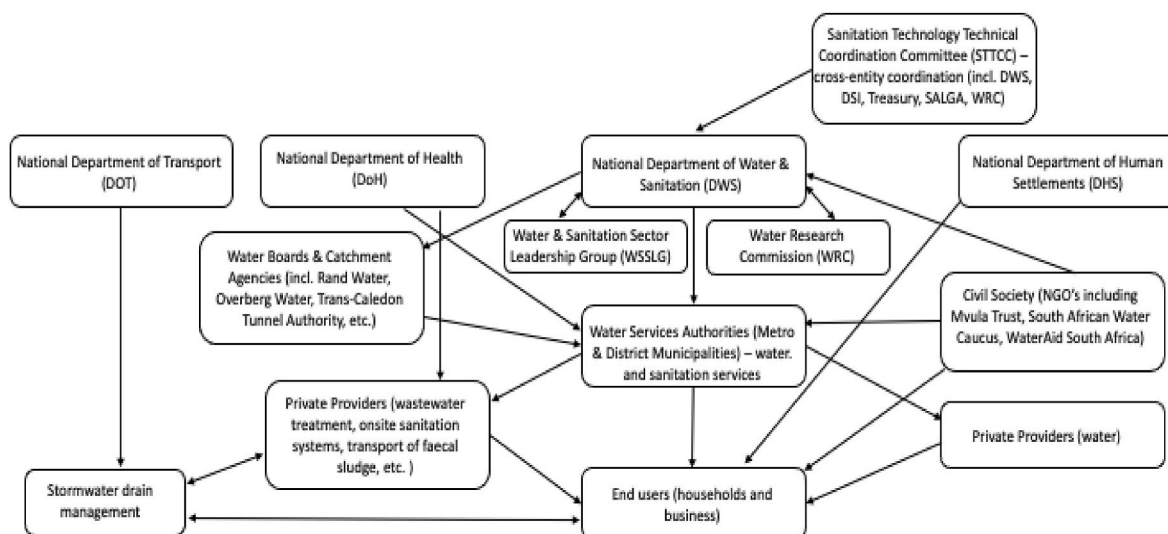 Sanitation Technology Technical
Coordination Committee (STTCC) –
cross-entity coordination (incl. DWS,
DSI, Treasury, SALGA, WRC)
National Department of Transport
(DOT)
National Department of Health
(DoH)
National Department of Water &
Sanitation (DWS)
National Department of Human
Settlements (DHS)
Water & Sanitation Sector
Leadership Group (WSSLG)
Water Research
Commission (WRC)
Water Boards & Catchment
Agencies (incl. Rand Water,
Overberg Water, Trans-Caledon
Tunnel Authority, etc.)
Civil Society (NGO's including
Mvula Trust, South African Water
Caucus, WaterAid South Africa)
Water Services Authorities (Metro
& District Municipalities) – water.
and sanitation services
Private Providers (wastewater
treatment, onsite sanitation
systems, transport of faecal
sludge, etc. )
Private Providers (water)
Stormwater drain
management
End users (households and
business)